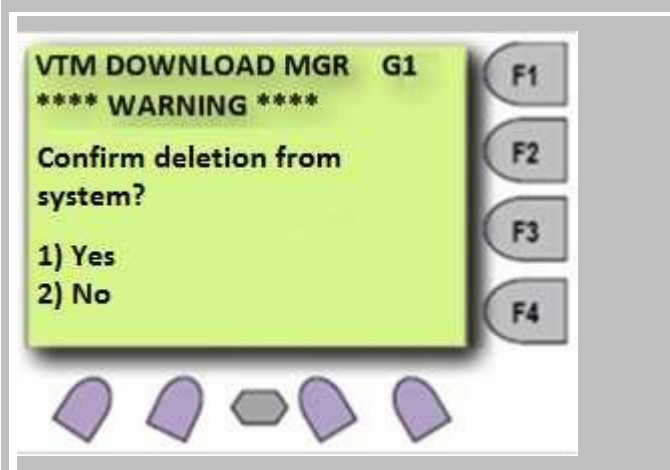 VTM DOWNLOAD MGR G1
**** WARNING ****
Confirm deletion from
system?
1) Yes
2) No
F1
F2
F3
F4